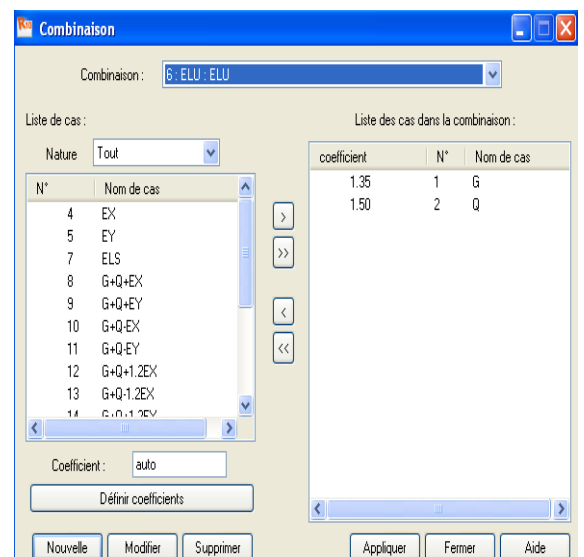 Combinaison
Combinaison : 6 : ELU : ELU
Liste de cas :
Nature Tout
N° Nom de cas
4 EX
5 EY
7 ELS
8 G+Q+EX
9 G+Q+EY
10 G+Q-EX
11 G+Q-EY
12 G+Q+1.2EX
13 G+Q-1.2EX
14 G+Q+1.2EY
Coefficient : auto
Définir coefficients
Nouvelle Modifier Supprimer
>
>>
<
<<
Liste des cas dans la combinaison :
coefficient N° Nom de cas
1.35 1 G
1.50 2 Q
Appliquer Fermer Aide